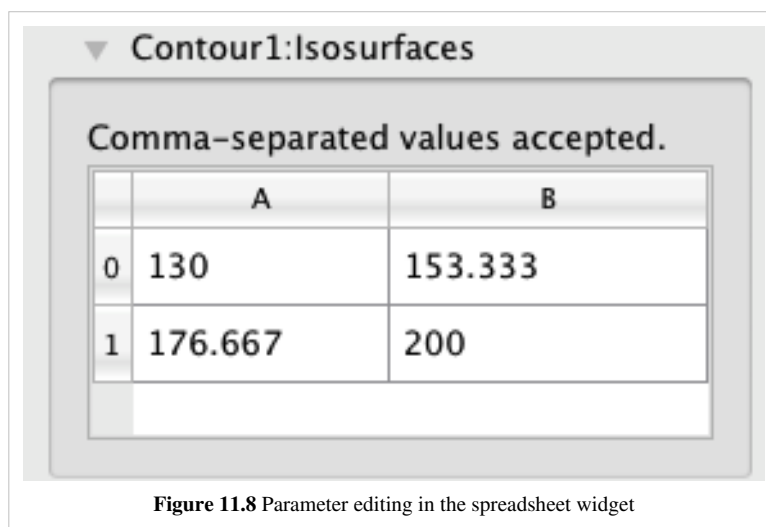 Contour1:Isosurfaces
Comma-separated values accepted.
A B
0 130 153.333
1 176.667 200
Figure 11.8 Parameter editing in the spreadsheet widget